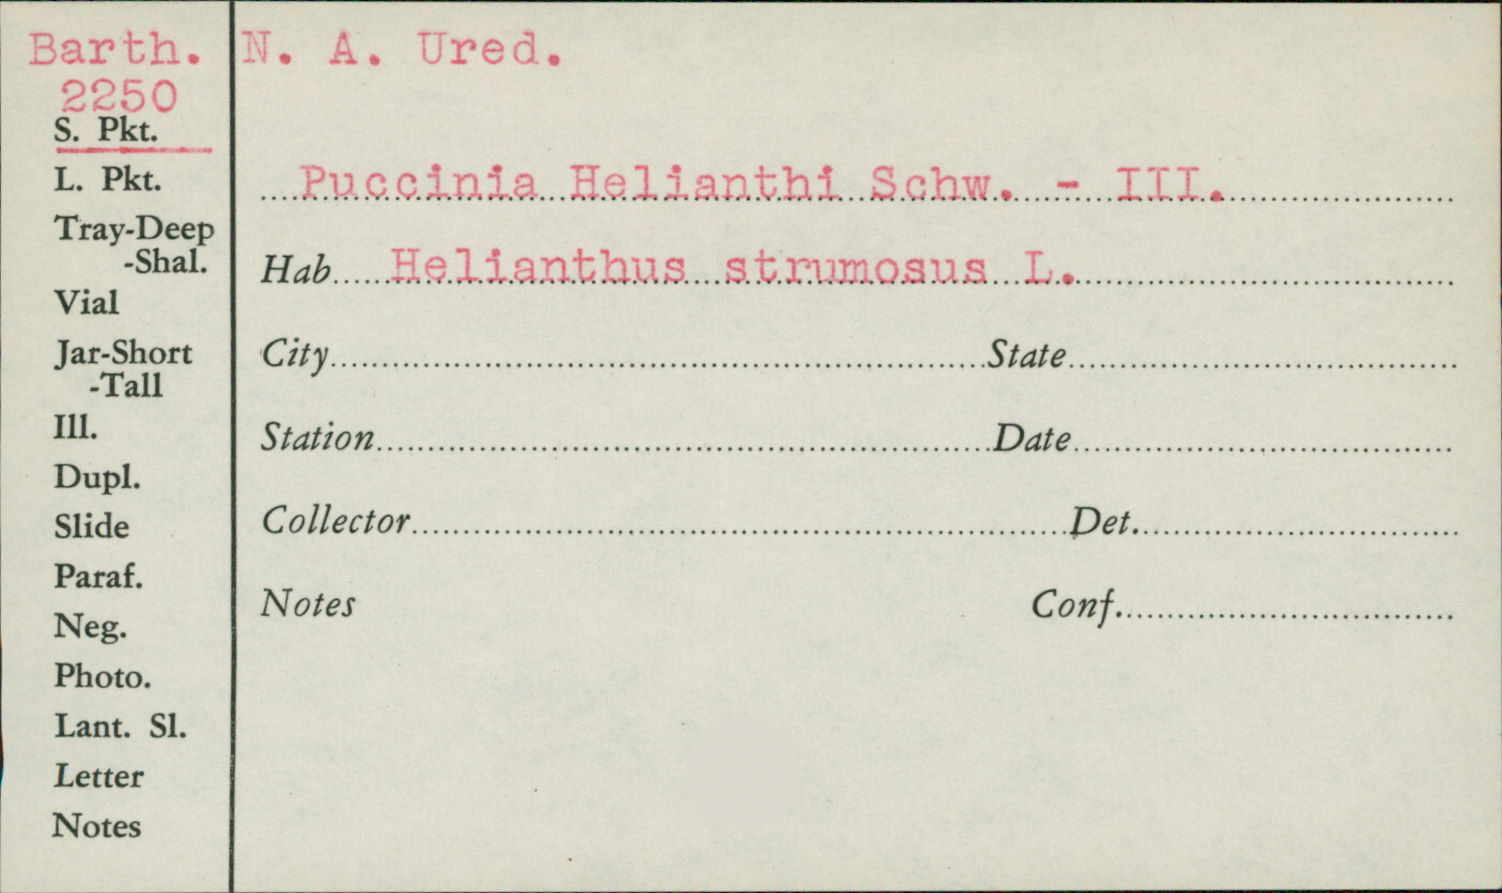 Barth. N. A. Ured.
2250
S. Pkt.
L. Pkt.
Tray-Deep
-Shal.
Vial
Jar-Short
-Tall
Ill.
Dupl.
Slide
Paraf.
Neg.
Photo.
Lant. Sl.
Letter
Notes
Puccinia Helianthi Schw. - III.
Hab. Helianthus strumosus L.
City State
Station Date
Collector Det.
Notes Conf.